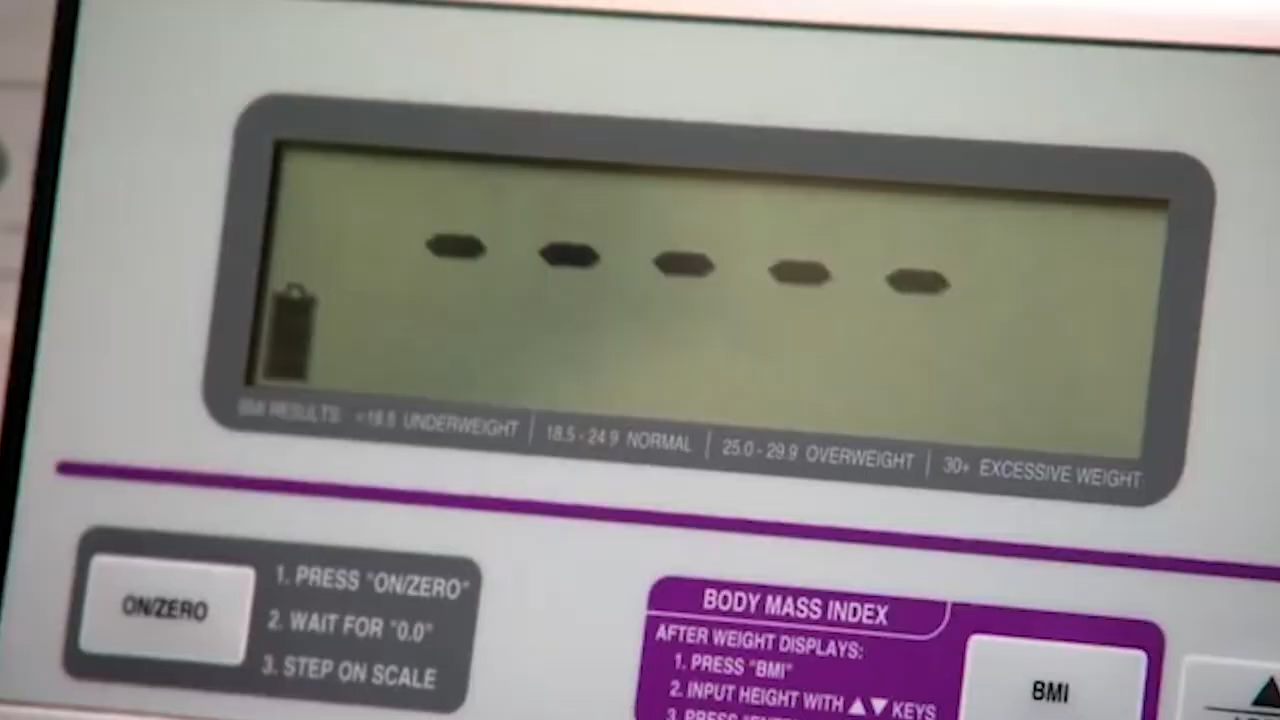 - - - - -
BMI RESULTS: <18.5 UNDERWEIGHT | 18.5 - 24.9 NORMAL | 25.0 - 29.9 OVERWEIGHT | 30+ EXCESSIVE WEIGHT
ON/ZERO
1. PRESS "ON/ZERO"
2. WAIT FOR "0.0"
3. STEP ON SCALE
BODY MASS INDEX
AFTER WEIGHT DISPLAYS:
1. PRESS "BMI"
2. INPUT HEIGHT WITH ▲▼ KEYS
3. PRESS
BMI